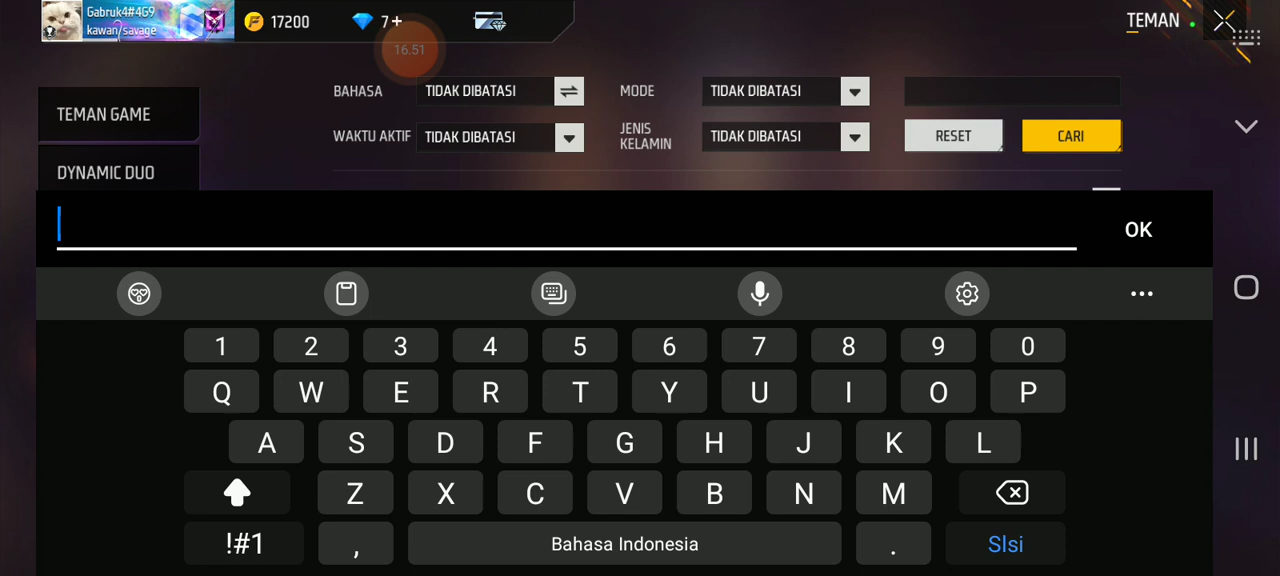 Gabruk4#4G9
kawan/savage
17200
7+
TEMAN
16.51
BAHASA TIDAK DIBATASI MODE TIDAK DIBATASI
WAKTU AKTIF TIDAK DIBATASI JENIS KELAMIN TIDAK DIBATASI RESET CARI
TEMAN GAME
DYNAMIC DUO
OK
1 2 3 4 5 6 7 8 9 0
Q W E R T Y U I O P
A S D F G H J K L
Z X C V B N M
!#1 , Bahasa Indonesia . Slsi